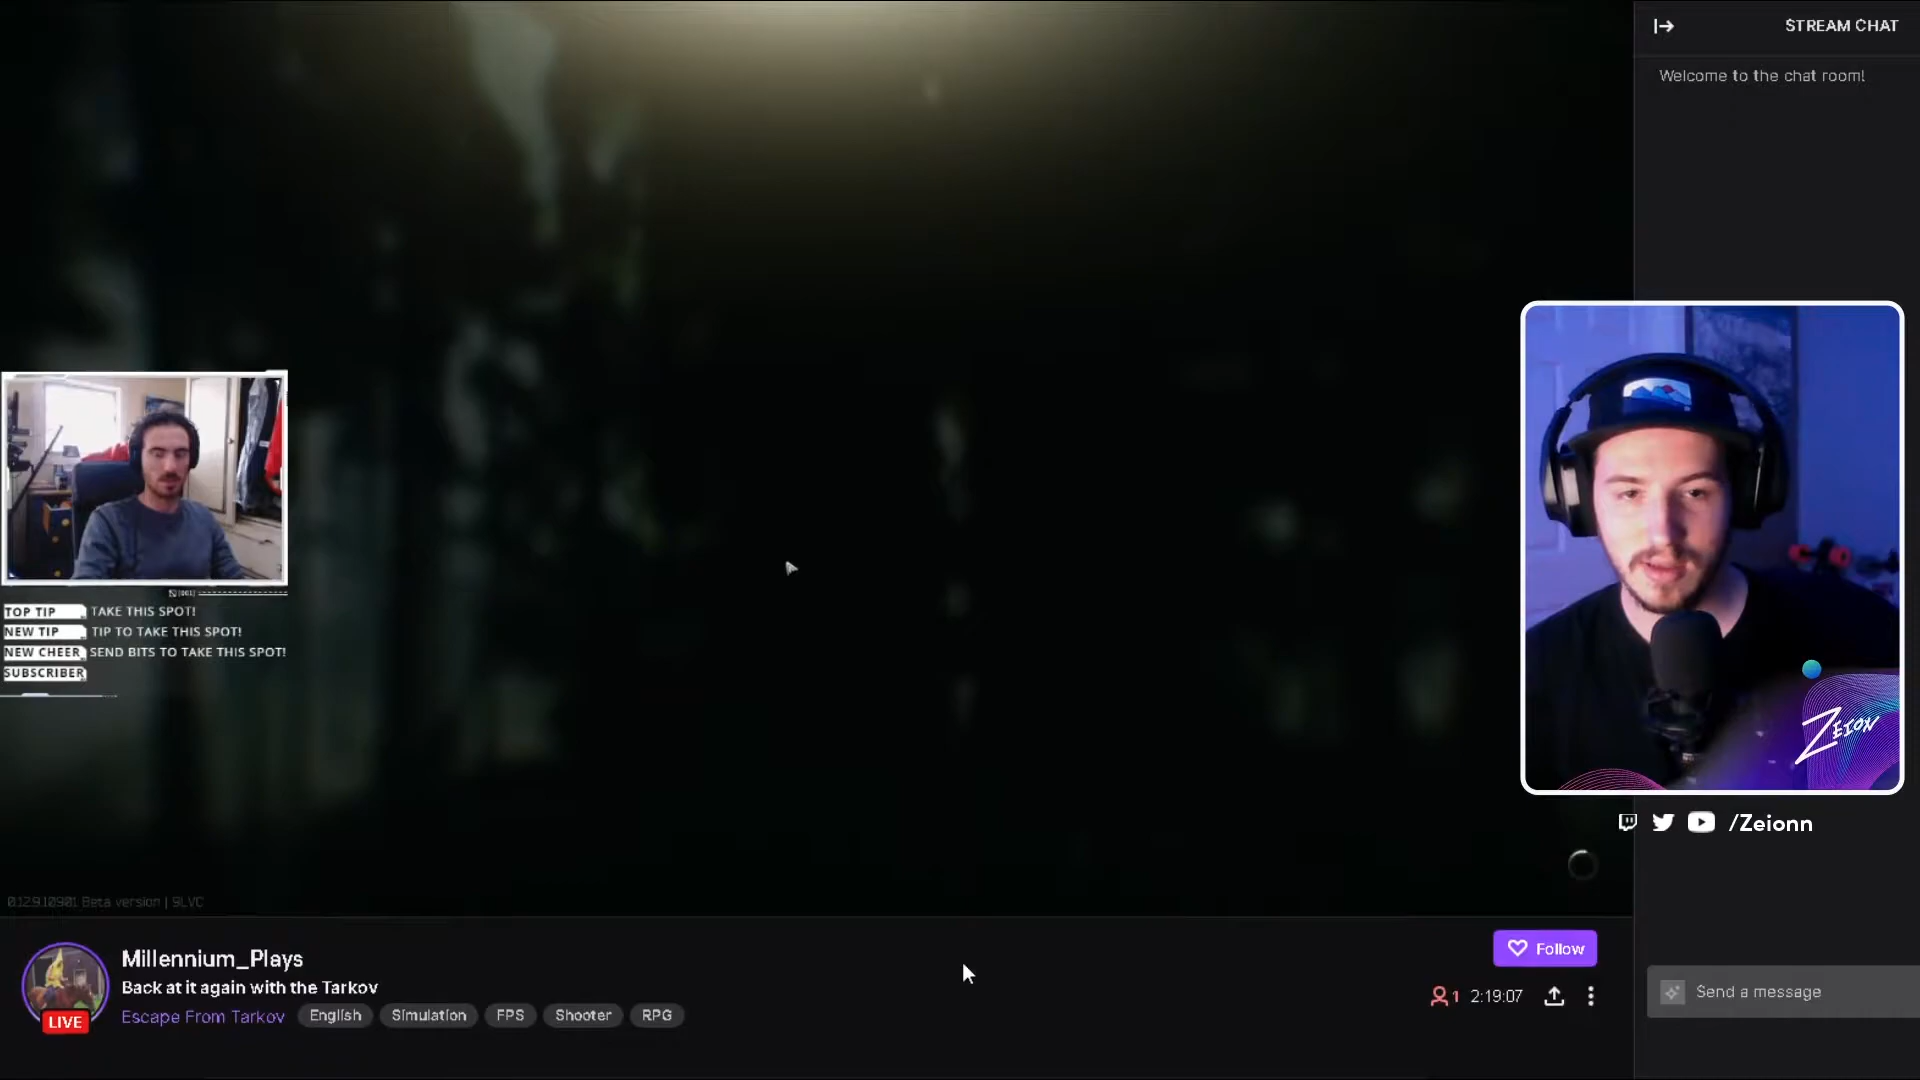 STREAM CHAT
Welcome to the chat room!
TOP TIP TAKE THIS SPOT!
NEW TIP TIP TO TAKE THIS SPOT!
NEW CHEER SEND BITS TO TAKE THIS SPOT!
SUBSCRIBER
ZEION
/Zeionn
Beta version
Millennium_Plays
Back at it again with the Tarkov
LIVE
Escape From Tarkov English Simulation FPS Shooter RPG
Follow
1 2:19:07
Send a message